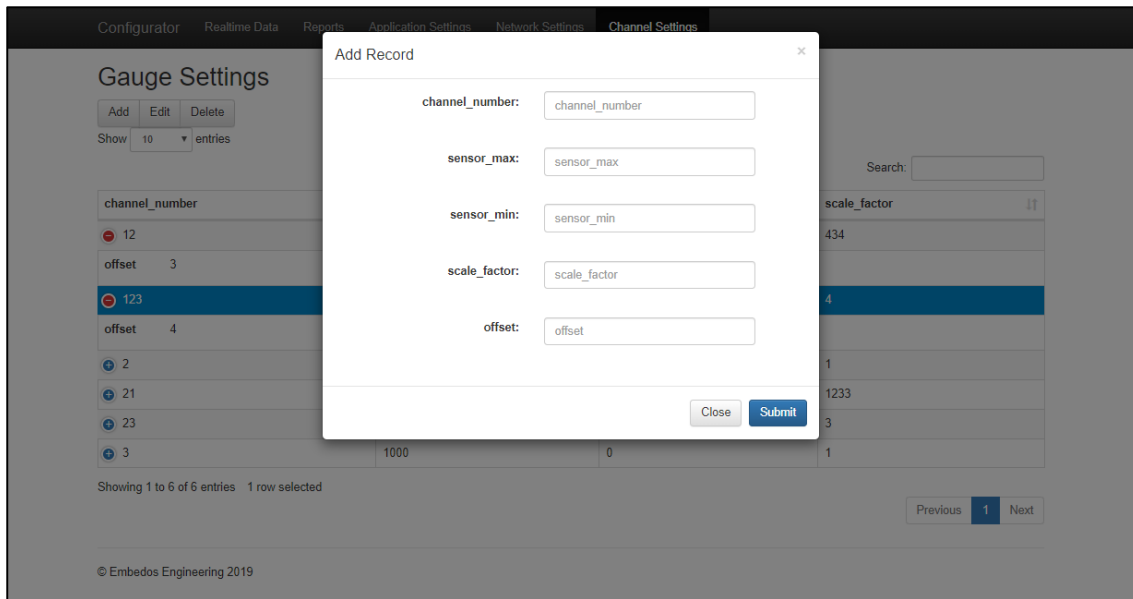 Configurator Realtime Data Reports Application Settings Network Settings Channel Settings
Add Record ×
Gauge Settings
Add Edit Delete
Show 10 entries
Search:
channel_number: channel_number
sensor_max: sensor_max
sensor_min: sensor_min
scale_factor: scale_factor
offset: offset
Close Submit
channel_number scale_factor
12 434
offset 3
123 4
offset 4
2 1
21 1233
23 3
3 1000 0 1
Showing 1 to 6 of 6 entries 1 row selected
Previous 1 Next
© Embedos Engineering 2019